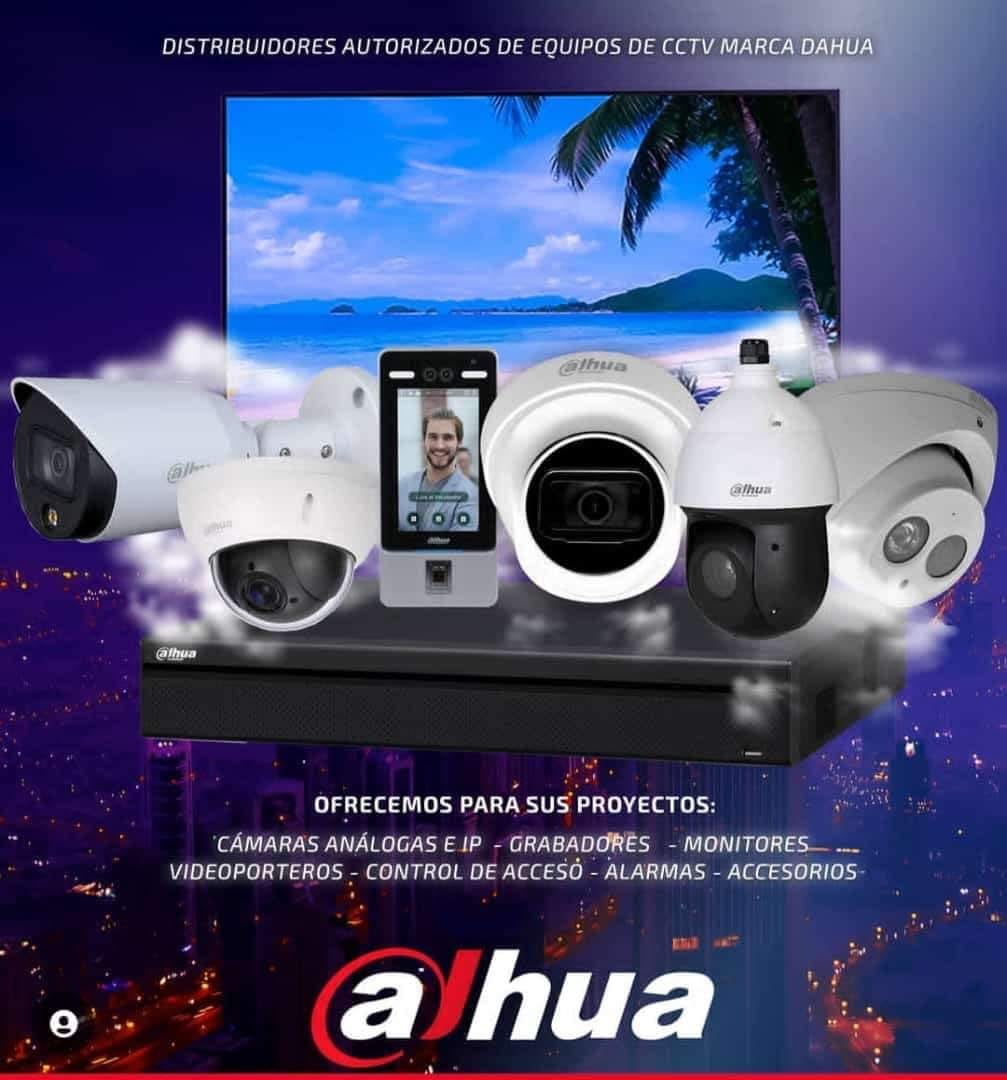 DISTRIBUIDORES AUTORIZADOS DE EQUIPOS DE CCTV MARCA DAHUA
alhua
alhua
alhua
alhua
alhua
alhua
OFRECEMOS PARA SUS PROYECTOS:
CÁMARAS ANÁLOGAS E IP - GRABADORES - MONITORES
VIDEOPORTEROS - CONTROL DE ACCESO - ALARMAS - ACCESORIOS
alhua